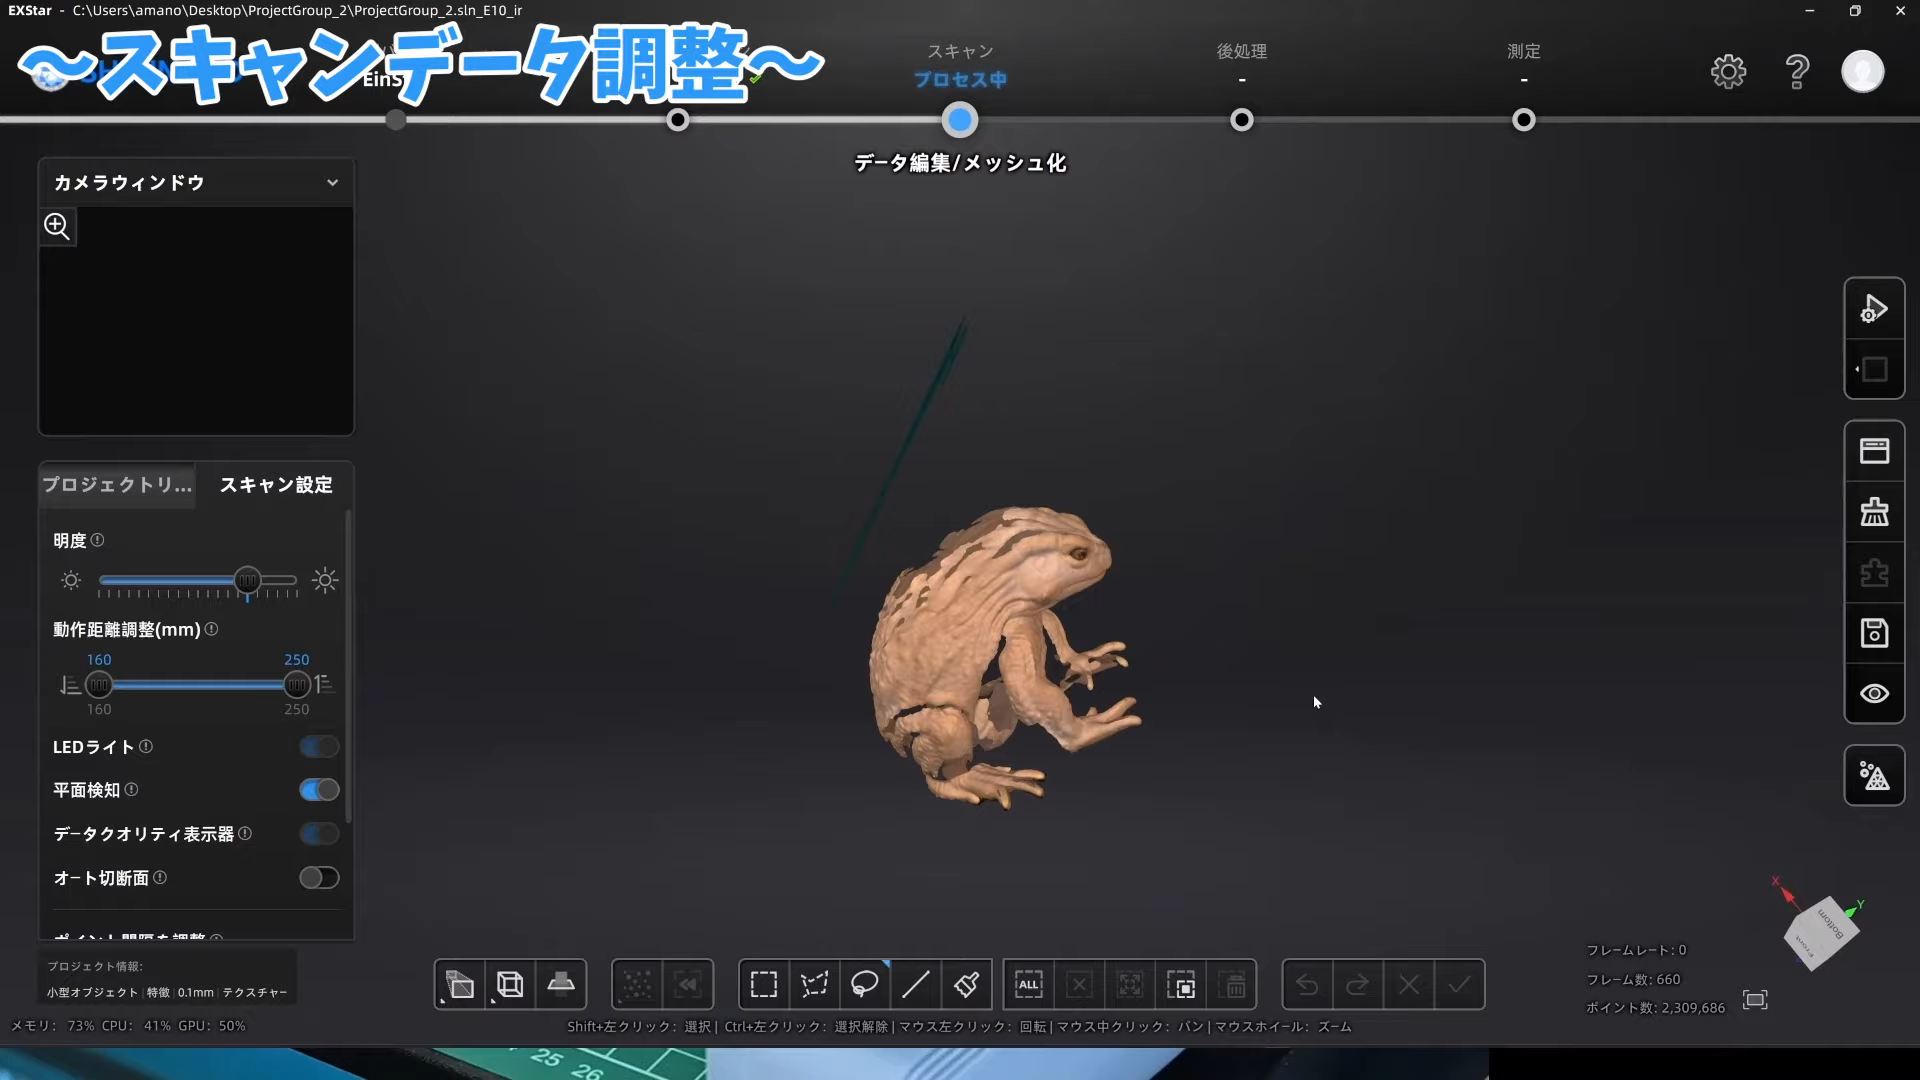 EXStar - C:\Users\amano\Desktop\ProjectGroup_2\ProjectGroup_2.sln_E10_ir
〜スキャンデータ調整〜
スキャン
プロセス中
後処理
-
測定
-
データ編集/メッシュ化
カメラウィンドウ
プロジェクトリ...
スキャン設定
明度
動作距離調整(mm)
160 250
160 250
LEDライト
平面検知
データクオリティ表示器
オート切断面
ポイント間隔を調整
プロジェクト情報:
小型オブジェクト | 特徴 | 0.1mm | テクスチャー
メモリ: 73% CPU: 41% GPU: 50%
ALL
Shift+左クリック: 選択 | Ctrl+左クリック: 選択解除 | マウス左クリック: 回転 | マウス中クリック: パン | マウスホイール: ズーム
フレームレート: 0
フレーム数: 660
ポイント数: 2,309,686
X
Y
Bottom
Front
25
26